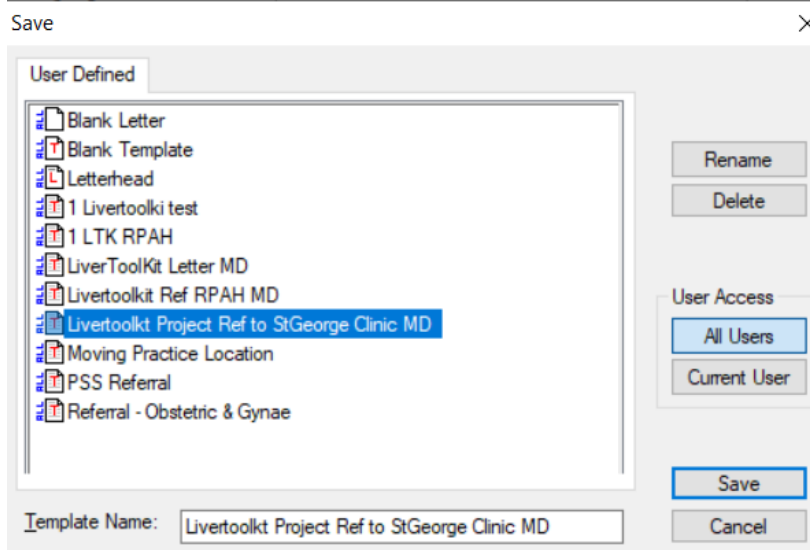 Save
User Defined
Blank Letter
Blank Template
Letterhead
1 Livertoolki test
1 LTK RPAH
LiverToolKit Letter MD
Livertoolkit Ref RPAH MD
Livertoolkt Project Ref to StGeorge Clinic MD
Moving Practice Location
PSS Referral
Referral - Obstetric & Gynae
Rename
Delete
User Access
All Users
Current User
Save
Template Name: Livertoolkt Project Ref to StGeorge Clinic MD
Cancel